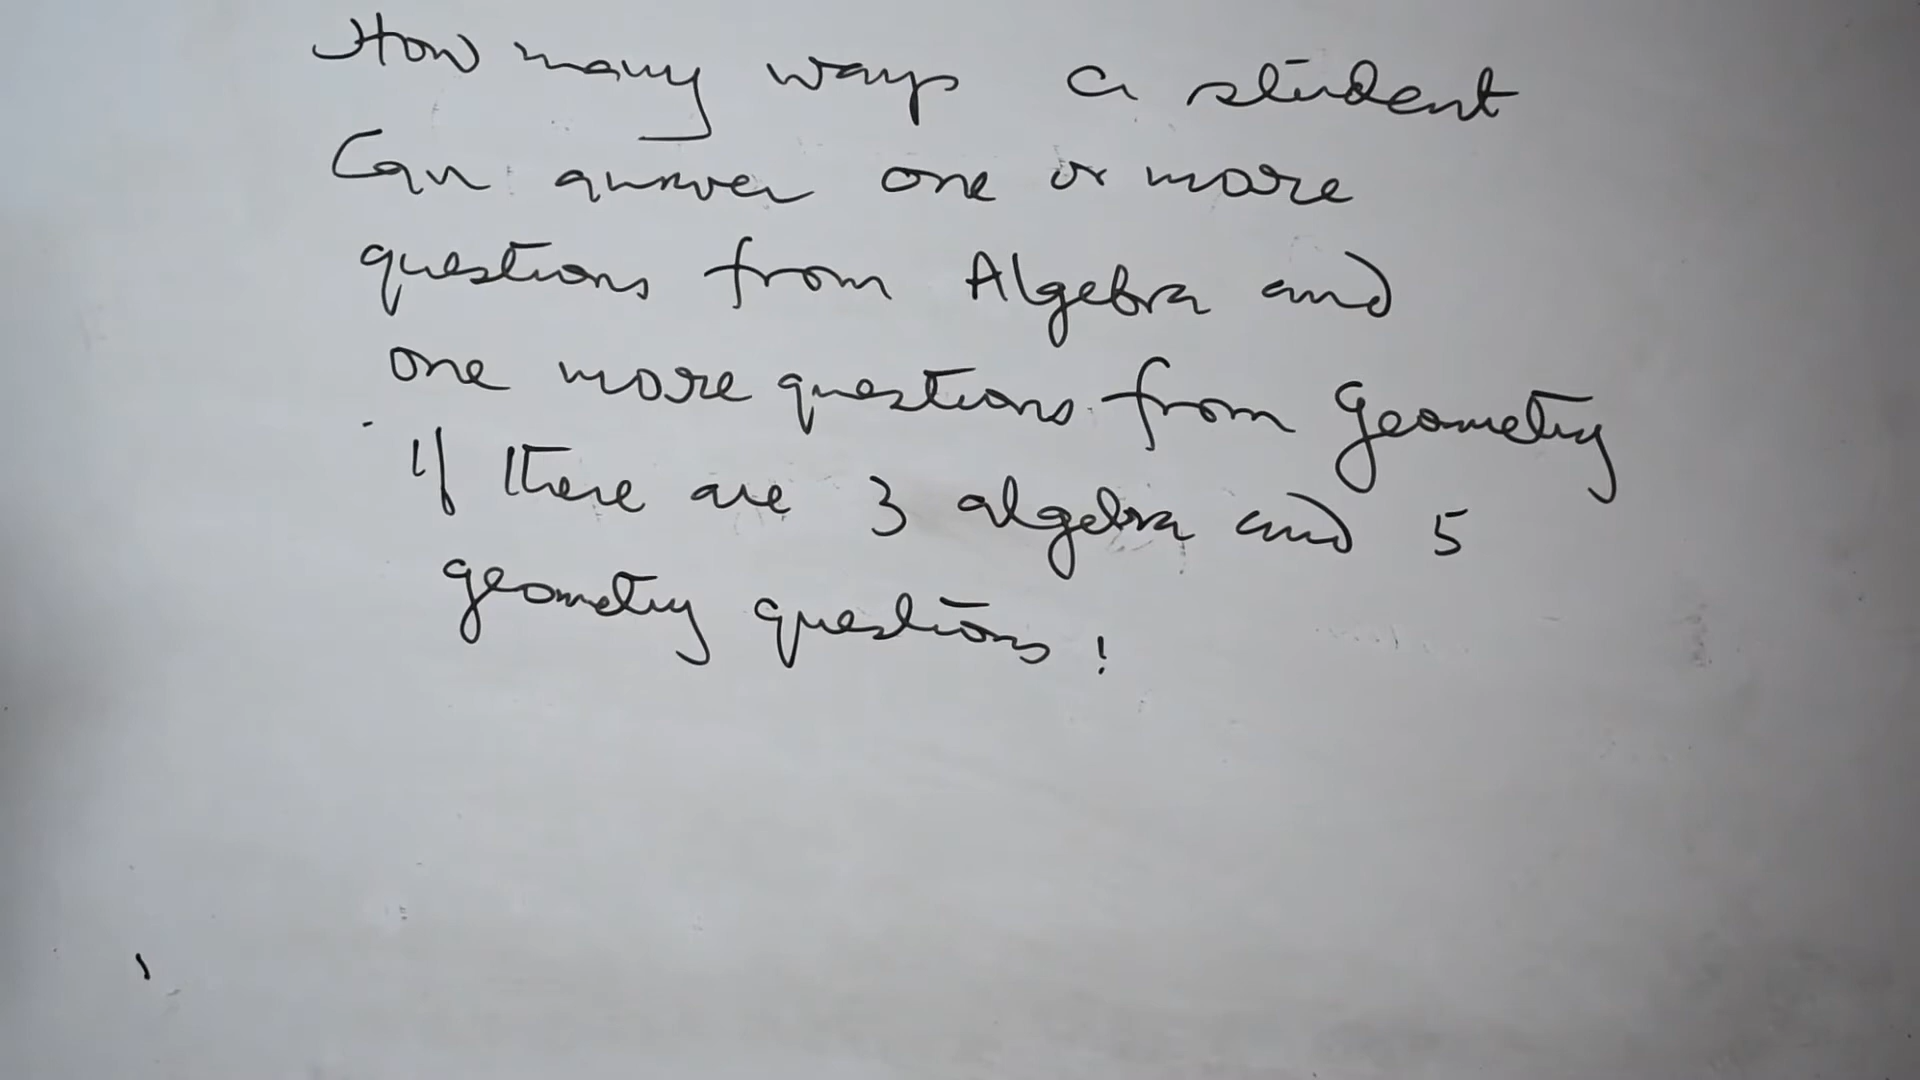 How many ways a student
Can answer one or more
questions from Algebra and
one more questions from Geometry
If there are 3 algebra and 5
geometry questions!